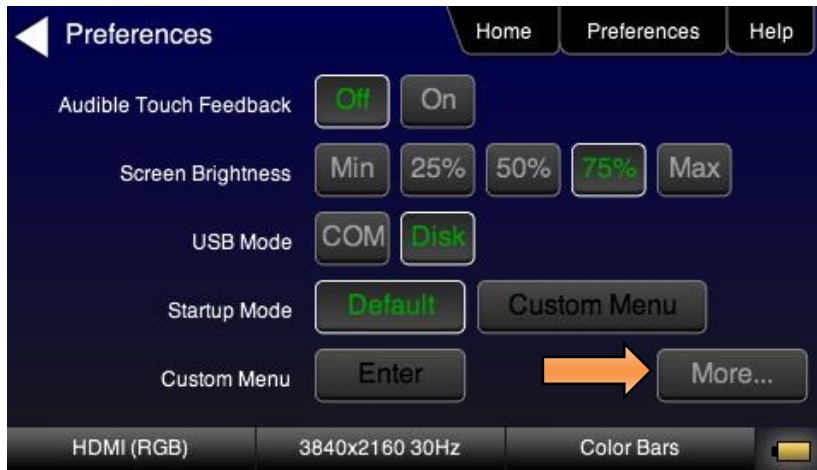 Preferences Home Preferences Help
Audible Touch Feedback Off On
Screen Brightness Min 25% 50% 75% Max
USB Mode COM Disk
Startup Mode Default Custom Menu
Custom Menu Enter More...
HDMI (RGB) 3840x2160 30Hz Color Bars